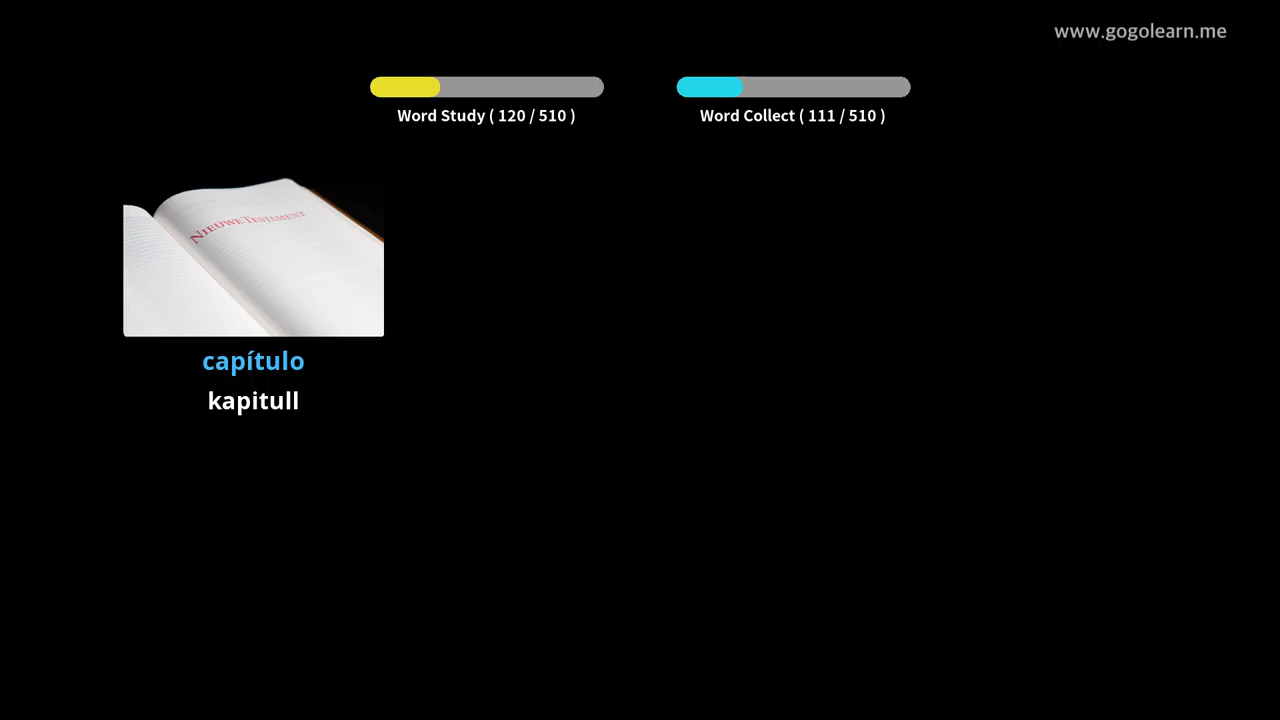 www.gogolearn.me
Word Study ( 120 / 510 )
Word Collect ( 111 / 510 )
NIEUWE TESTAMENT
capítulo
kapitull